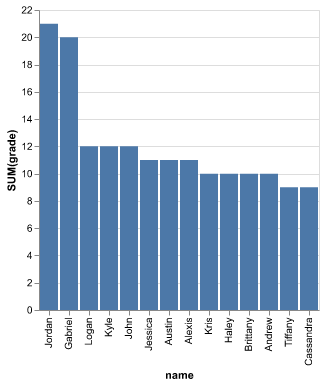 22
20
18
16
14
12
10
8
6
4
2
0
SUM(grade)
Jordan
Gabriel
Logan
Kyle
John
Jessica
Austin
Alexis
Kris
Haley
Brittany
Andrew
Tiffany
Cassandra
name